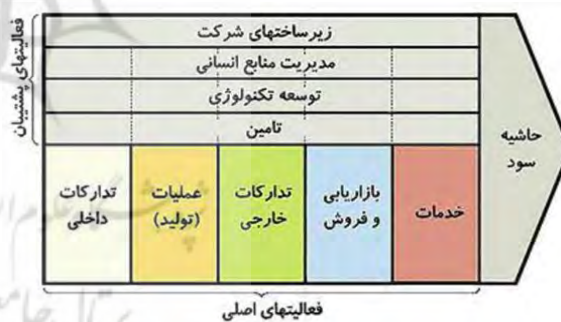 فعالیتهای پشتیبان
زیرساختهای شرکت
مدیریت منابع انسانی
توسعه تکنولوژی
تامین
حاشیه
سود
خدمات
بازاریابی
و فروش
تدارکات
خارجی
عملیات
(تولید)
تدارکات
داخلی
فعالیتهای اصلی